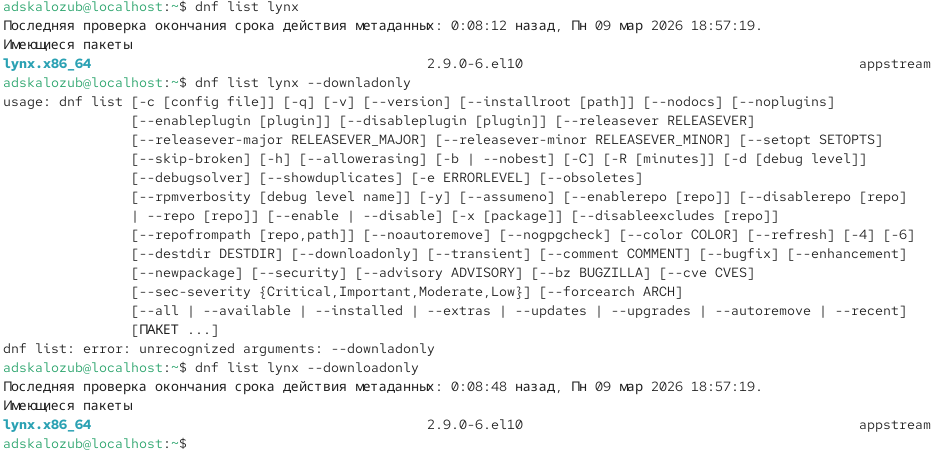 adskalozub@localhost:~$ dnf list lynx
Последняя проверка окончания срока действия метаданных: 0:08:12 назад, Пн 09 мар 2026 18:57:19.
Имеющиеся пакеты
lynx.x86_64 2.9.0-6.el10 appstream
adskalozub@localhost:~$ dnf list lynx --downladonly
usage: dnf list [-c [config file]] [-q] [-v] [--version] [--installroot [path]] [--nodocs] [--noplugins]
[--enableplugin [plugin]] [--disableplugin [plugin]] [--releasever RELEASEVER]
[--releasever-major RELEASEVER_MAJOR] [--releasever-minor RELEASEVER_MINOR] [--setopt SETOPTS]
[--skip-broken] [-h] [--allowerasing] [-b | --nobest] [-C] [-R [minutes]] [-d [debug level]]
[--debugsolver] [--showduplicates] [-e ERRORLEVEL] [--obsoletes]
[--rpmverbosity [debug level name]] [-y] [--assumeno] [--enablerepo [repo]] [--disablerepo [repo]
| --repo [repo]] [--enable | --disable] [-x [package]] [--disableexcludes [repo]]
[--repofrompath [repo,path]] [--noautoremove] [--nogpgcheck] [--color COLOR] [--refresh] [-4] [-6]
[--destdir DESTDIR] [--downloadonly] [--transient] [--comment COMMENT] [--bugfix] [--enhancement]
[--newpackage] [--security] [--advisory ADVISORY] [--bz BUGZILLA] [--cve CVES]
[--sec-severity {Critical,Important,Moderate,Low}] [--forcearch ARCH]
[--all | --available | --installed | --extras | --updates | --upgrades | --autoremove | --recent]
[ПАКЕТ ...]
dnf list: error: unrecognized arguments: --downladonly
adskalozub@localhost:~$ dnf list lynx --downloadonly
Последняя проверка окончания срока действия метаданных: 0:08:48 назад, Пн 09 мар 2026 18:57:19.
Имеющиеся пакеты
lynx.x86_64 2.9.0-6.el10 appstream
adskalozub@localhost:~$